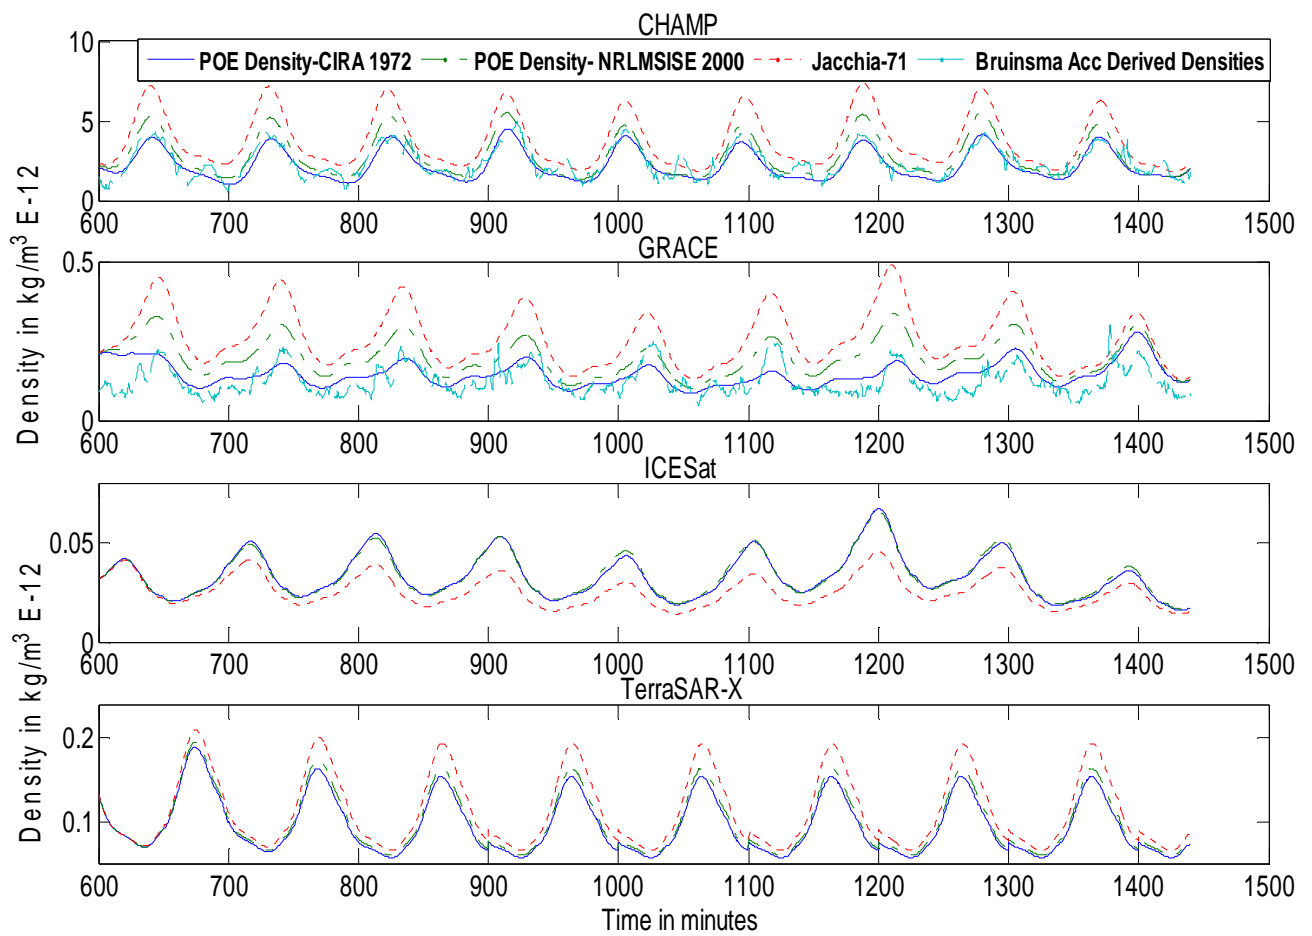 CHAMP
POE Density-CIRA 1972
POE Density- NRLMSISE 2000
Jacchia-71
Bruinsma Acc Derived Densities
10
5
0
600 700 800 900 1000 1100 1200 1300 1400 1500
GRACE
Density in kg/m³ E-12
0.5
0
600 700 800 900 1000 1100 1200 1300 1400 1500
ICESat
0.05
0
600 700 800 900 1000 1100 1200 1300 1400 1500
TerraSAR-X
Density in kg/m³ E-12
0.2
0.1
600 700 800 900 1000 1100 1200 1300 1400 1500
Time in minutes